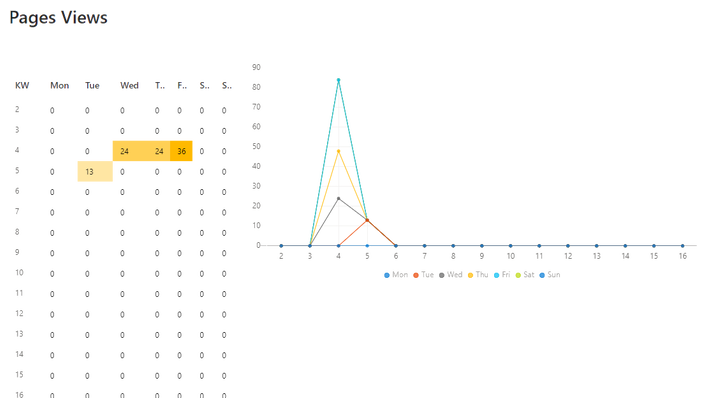 Pages Views
KW Mon Tue Wed T.. F.. S.. S..
2 0 0 0 0 0 0 0
3 0 0 0 0 0 0 0
4 0 0 24 24 36 0 0
5 0 13 0 0 0 0 0
6 0 0 0 0 0 0 0
7 0 0 0 0 0 0 0
8 0 0 0 0 0 0 0
9 0 0 0 0 0 0 0
10 0 0 0 0 0 0 0
11 0 0 0 0 0 0 0
12 0 0 0 0 0 0 0
13 0 0 0 0 0 0 0
14 0 0 0 0 0 0 0
15 0 0 0 0 0 0 0
16 0 0 0 0 0 0 0
90
80
70
60
50
40
30
20
10
0
2 3 4 5 6 7 8 9 10 11 12 13 14 15 16
Mon Tue Wed Thu Fri Sat Sun